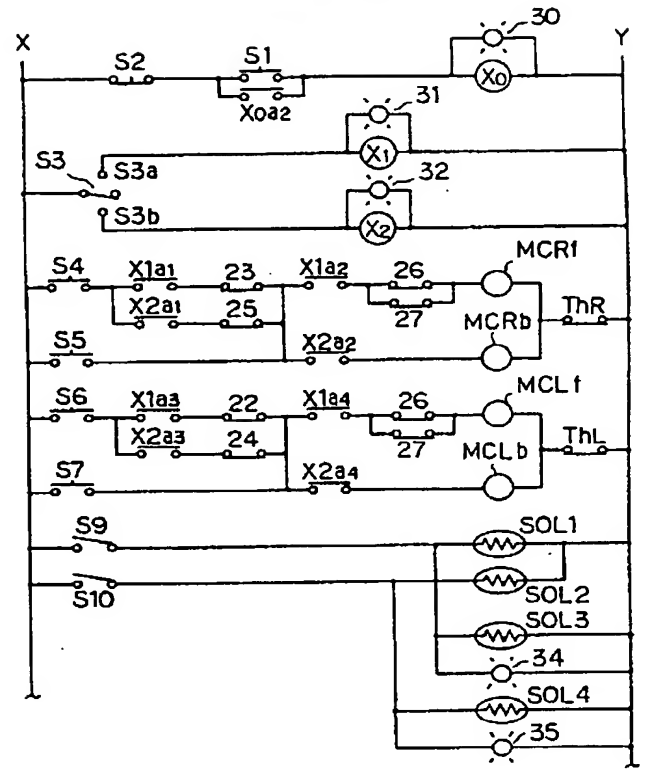 30
X Y
S2 S1
X0
X0a2
31
S3 S3a X1
32
S3b
X2
S4 X1a1 23 X1a2 26 MCRf
X2a1 25 27 ThR
MCRb
S5 X2a2
S6 X1a3 22 X1a4 26 MCLf
X2a3 24 27 ThL
MCLb
S7 X2a4
S9 SOL1
S10 SOL2
SOL3
34
SOL4
35